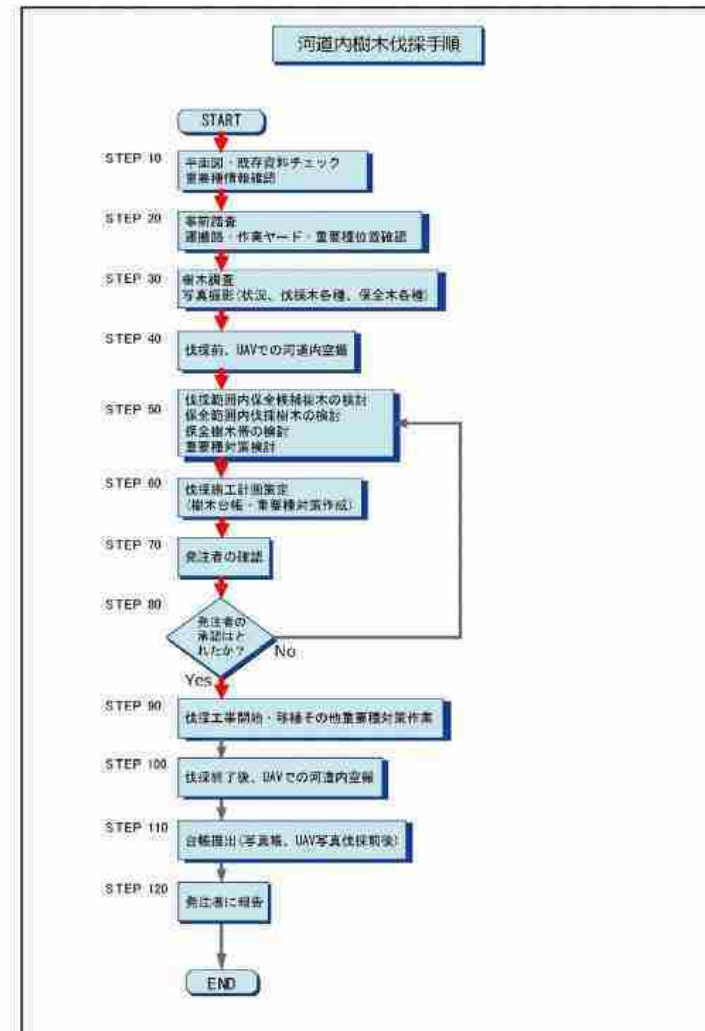 河道内樹木伐採手順
START
STEP 10
平面図・既存資料チェック
重要種情報確認
STEP 20
事前踏査
運搬路・作業ヤード・重要種位置確認
STEP 30
樹木調査
写真撮影(状況、伐採木各種、保全木各種)
STEP 40
伐採前、UAVでの河道内空撮
STEP 50
伐採範囲内保全候補樹木の検討
保全範囲内伐採樹木の検討
保全樹木帯の検討
重要種対策検討
STEP 60
伐採施工計画策定
(樹木台帳・重要種対策作成)
STEP 70
発注者の確認
STEP 80
発注者の
承認はと
れたか?
No
Yes
STEP 90
伐採工事開始・移植その他重要種対策作業
STEP 100
伐採終了後、UAVでの河道内空撮
STEP 110
台帳提出(写真帳、UAV写真伐採前後)
STEP 120
発注者に報告
END